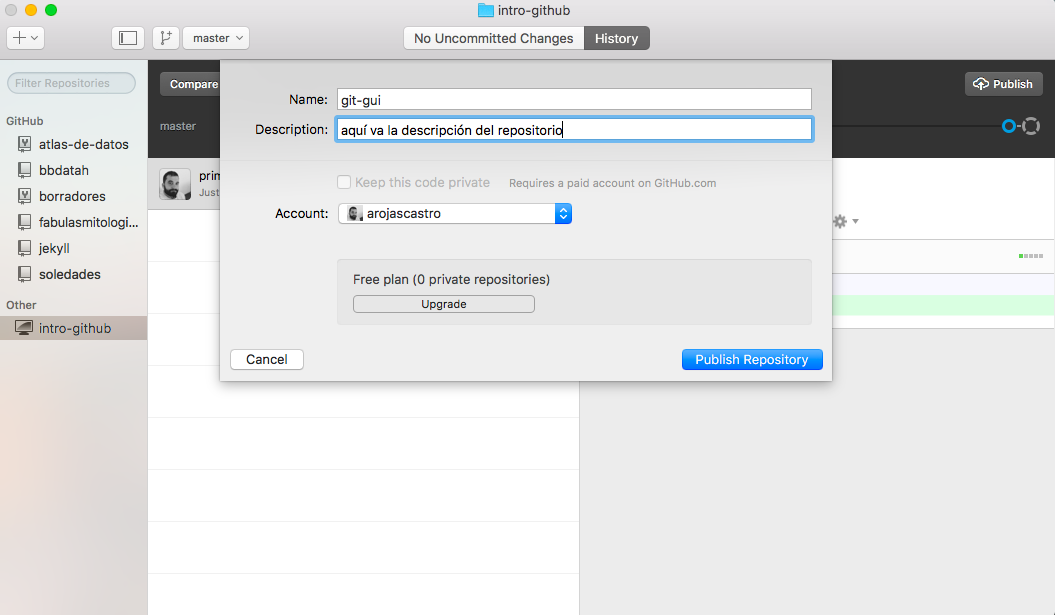 intro-github
master
No Uncommitted Changes
History
Filter Repositories
GitHub
atlas-de-datos
bbdatah
borradores
fabulasmitologi...
jekyll
soledades
Other
intro-github
Compare
Publish
master
prim
Just
Name: git-gui
Description: aquí va la descripción del repositorio
Keep this code private Requires a paid account on GitHub.com
Account: arojascastro
Free plan (0 private repositories)
Upgrade
Cancel
Publish Repository